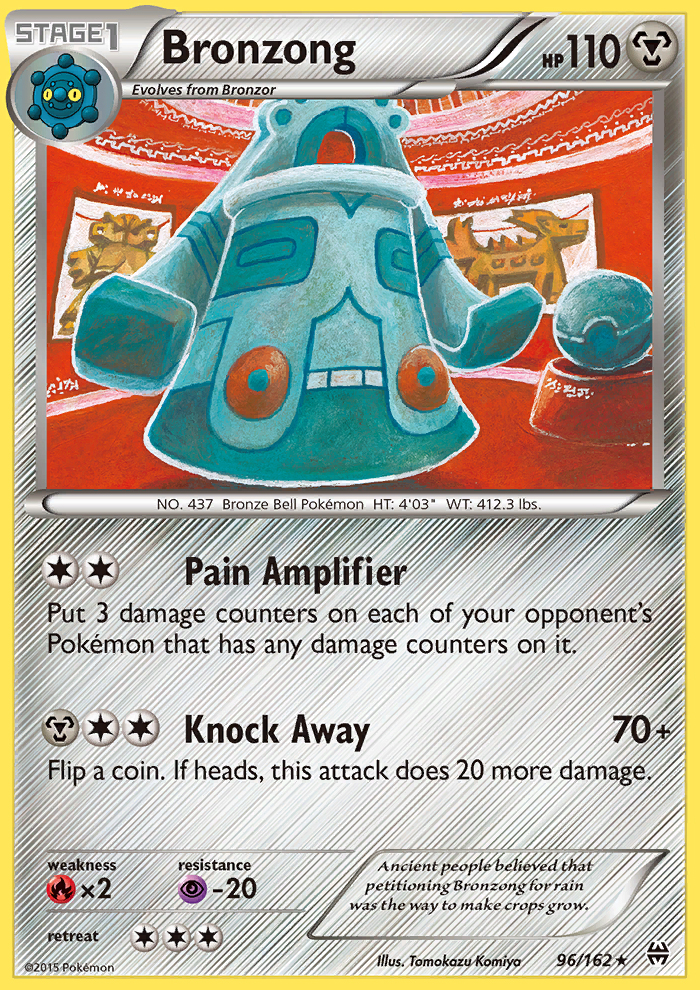 STAGE1
Bronzong
HP110
Evolves from Bronzor
NO. 437 Bronze Bell Pokémon HT: 4'03" WT: 412.3 lbs.
Pain Amplifier
Put 3 damage counters on each of your opponent's
Pokémon that has any damage counters on it.
Knock Away 70+
Flip a coin. If heads, this attack does 20 more damage.
weakness
×2
resistance
-20
retreat
Ancient people believed that
petitioning Bronzong for rain
was the way to make crops grow.
©2015 Pokémon
Illus. Tomokazu Komiya
96/162★